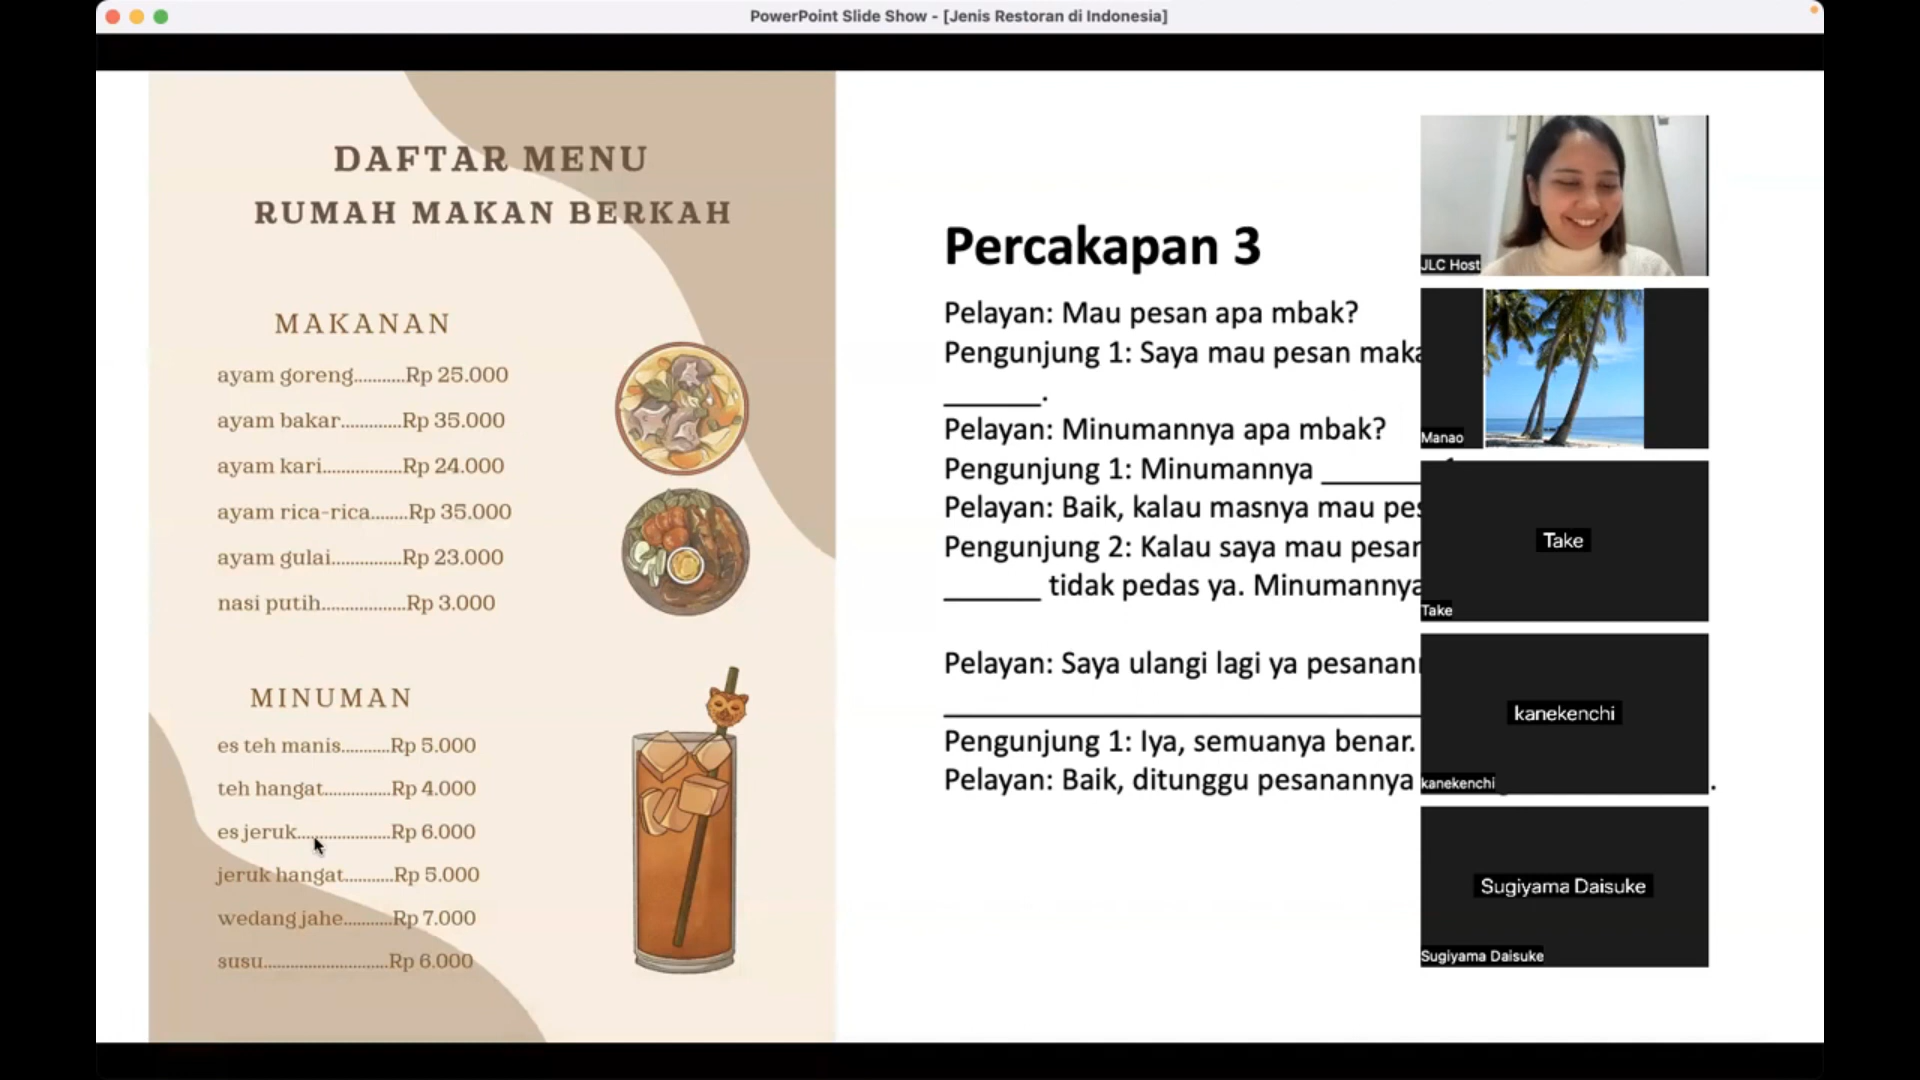 PowerPoint Slide Show - [Jenis Restoran di Indonesia]
DAFTAR MENU
RUMAH MAKAN BERKAH
MAKANAN
ayam goreng..........Rp 25.000
ayam bakar............Rp 35.000
ayam kari................Rp 24.000
ayam rica-rica.......Rp 35.000
ayam gulai..............Rp 23.000
nasi putih.................Rp 3.000
MINUMAN
es teh manis..........Rp 5.000
teh hangat..............Rp 4.000
es jeruk...................Rp 6.000
jeruk hangat..........Rp 5.000
wedang jahe..........Rp 7.000
susu..........................Rp 6.000
Percakapan 3
Pelayan: Mau pesan apa mbak?
Pengunjung 1: Saya mau pesan
______.
Pelayan: Minumannya apa mbak?
Pengunjung 1: Minumannya ______
Pelayan: Baik, kalau masnya mau
Pengunjung 2: Kalau saya mau
______ tidak pedas ya. Minumannya
Pelayan: Saya ulangi lagi ya
______________________________
Pengunjung 1: Iya, semuanya benar.
Pelayan: Baik, ditunggu pesanannya
JLC Host
Manao
Take
Take
kanekenchi
kanekenchi
Sugiyama Daisuke
Sugiyama Daisuke